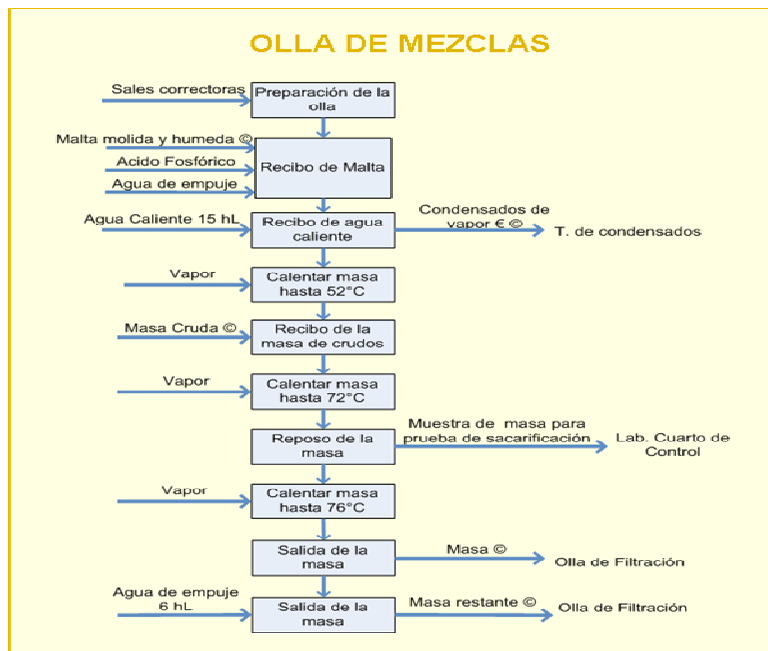 OLLA DE MEZCLAS
Sales correctoras
Preparación de la
olla
Malta molida y humeda ©
Acido Fosfórico
Agua de empuje
Recibo de Malta
Agua Caliente 15 hL
Recibo de agua
caliente
Condensados de
vapor € ©
T. de condensados
Vapor
Calentar masa
hasta 52°C
Masa Cruda ©
Recibo de la
masa de crudos
Vapor
Calentar masa
hasta 72°C
Reposo de la
masa
Muestra de masa para
prueba de sacarificación
Lab. Cuarto de
Control
Vapor
Calentar masa
hasta 76°C
Salida de la
masa
Masa ©
Olla de Filtración
Agua de empuje
6 hL
Salida de la
masa
Masa restante ©
Olla de Filtración